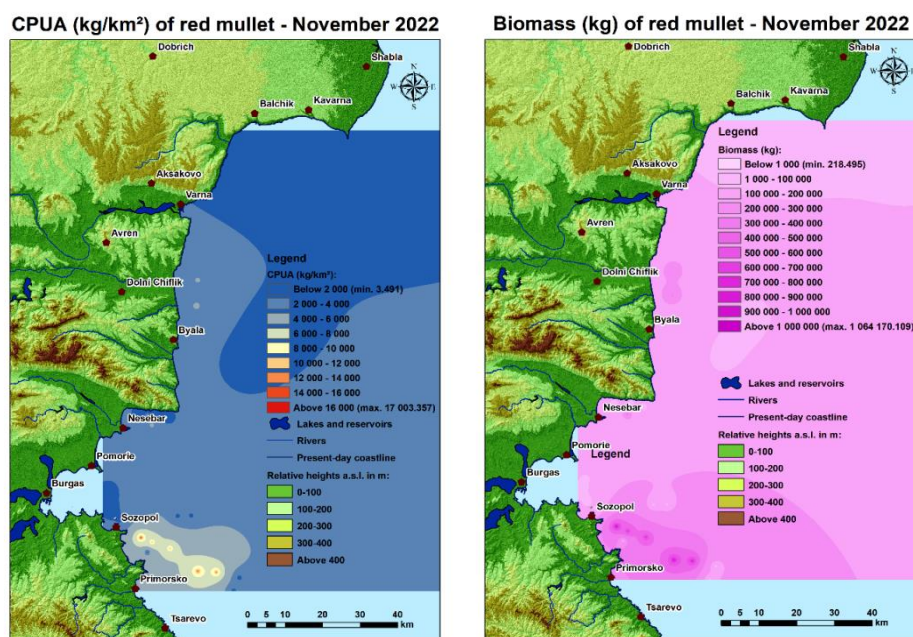 CPUA (kg/km²) of red mullet - November 2022
Dobrich
Shabla
N
W
E
S
Balchik
Kavarna
Aksakovo
Varna
Avren
Dolni Chiflik
Byala
Nesebar
Pomorie
Burgas
Sozopol
Primorsko
Tsarevo
Legend
CPUA (kg/km²):
Below 2 000 (min. 3.491)
2 000 - 4 000
4 000 - 6 000
6 000 - 8 000
8 000 - 10 000
10 000 - 12 000
12 000 - 14 000
14 000 - 16 000
Above 16 000 (max. 17 003.357)
Lakes and reservoirs
Rivers
Present-day coastline
Relative heights a.s.l. in m:
0-100
100-200
200-300
300-400
Above 400
0 5 10 20 30 40
km
Biomass (kg) of red mullet - November 2022
Dobrich
Shabla
N
W
E
S
Balchik
Kavarna
Aksakovo
Varna
Avren
Dolni Chiflik
Byala
Nesebar
Pomorie
Burgas
Sozopol
Primorsko
Tsarevo
Legend
Biomass (kg):
Below 1 000 (min. 218.495)
1 000 - 100 000
100 000 - 200 000
200 000 - 300 000
300 000 - 400 000
400 000 - 500 000
500 000 - 600 000
600 000 - 700 000
700 000 - 800 000
800 000 - 900 000
900 000 - 1 000 000
Above 1 000 000 (max. 1 064 170.109)
Lakes and reservoirs
Rivers
Present-day coastline
Legend
Relative heights a.s.l. in m:
0-100
100-200
200-300
300-400
Above 400
0 5 10 20 30 40
km